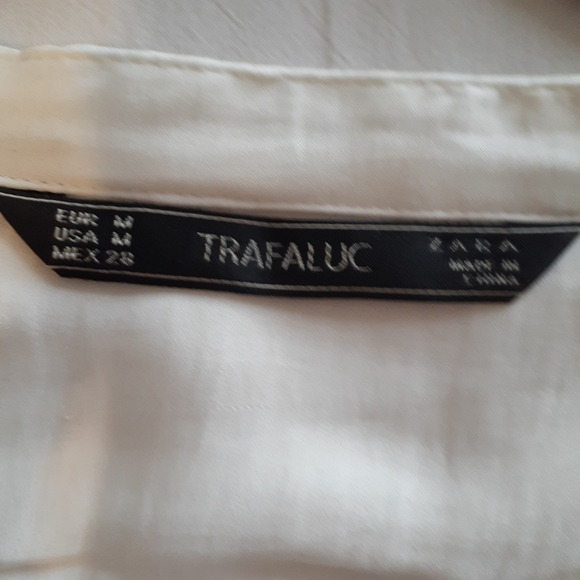 EUR M
USA M
MEX 28
TRAFALUC
ZARA
MADE IN